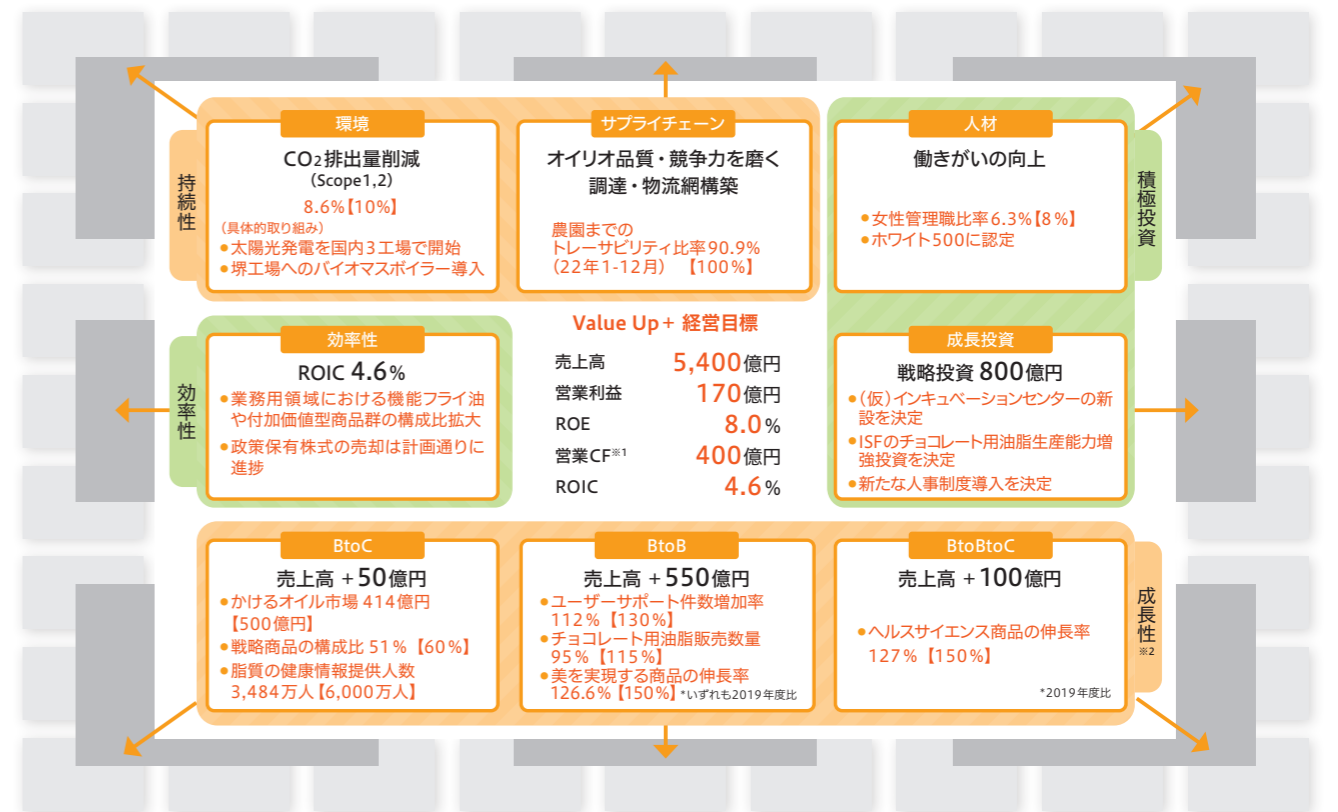 持続性
環境
CO2排出量削減
（Scope1,2）
8.6%【10%】
（具体的取り組み）
●太陽光発電を国内3工場で開始
●堺工場へのバイオマスボイラー導入
サプライチェーン
オイリオ品質・競争力を磨く
調達・物流網構築
農園までの
トレーサビリティ比率90.9%
（22年1-12月）【100%】
人材
働きがいの向上
●女性管理職比率6.3%【8%】
●ホワイト500に認定
積極投資
効率性
効率性
ROIC 4.6%
●業務用領域における機能フライ油
や付加価値型商品群の構成比拡大
●政策保有株式の売却は計画通りに
進捗
Value Up+ 経営目標
売上高 5,400億円
営業利益 170億円
ROE 8.0%
営業CF※1 400億円
ROIC 4.6%
成長投資
戦略投資 800億円
●（仮）インキュベーションセンターの新
設を決定
●ISFのチョコレート用油脂生産能力増
強投資を決定
●新たな人事制度導入を決定
BtoC
売上高 +50億円
●かけるオイル市場 414億円
【500億円】
●戦略商品の構成比 51%【60%】
●脂質の健康情報提供人数
3,484万人【6,000万人】
BtoB
売上高 +550億円
●ユーザーサポート件数増加率
112%【130%】
●チョコレート用油脂販売数量
95%【115%】
●美を実現する商品の伸長率
126.6%【150%】*いずれも2019年度比
BtoBtoC
売上高 +100億円
●ヘルスサイエンス商品の伸長率
127%【150%】
*2019年度比
成長性※2